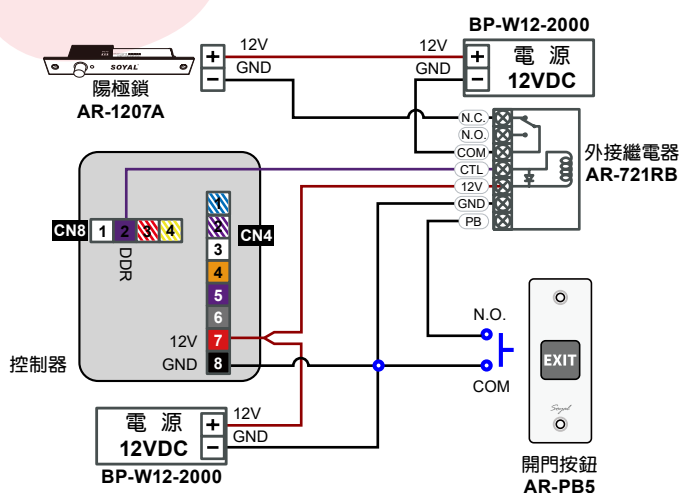 BP-W12-2000
12V
+
GND
−
SOYAL
陽極鎖
AR-1207A
12V
+
GND
−
電 源
12VDC
N.C.
N.O.
COM
CTL
12V
GND
PB
外接繼電器
AR-721RB
CN8
1
2
3
4
DDR
CN4
1
2
3
4
5
6
12V
7
GND
8
控制器
N.O.
COM
EXIT
Soyal
開門按鈕
AR-PB5
電 源
12VDC
+
12V
−
GND
BP-W12-2000